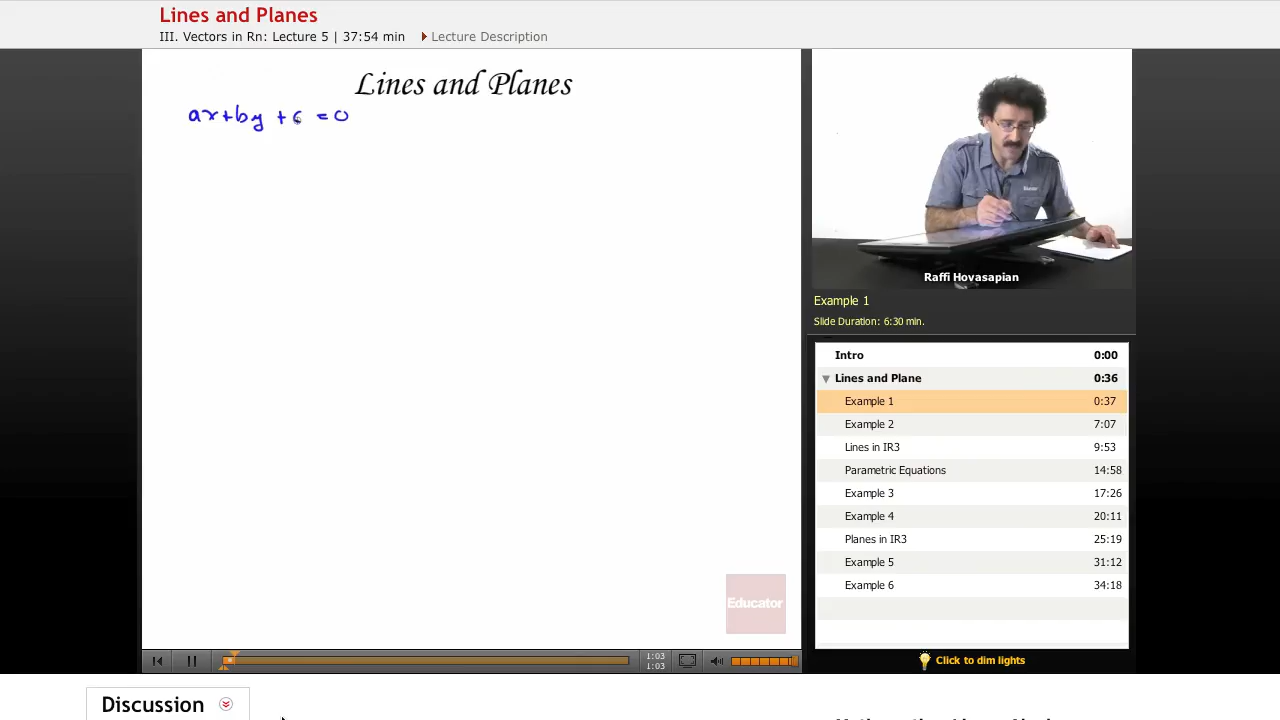 Lines and Planes
III. Vectors in Rn: Lecture 5 | 37:54 min
Lecture Description
Lines and Planes
ax+by +c =0
Raffi Hovasapian
Example 1
Slide Duration: 6:30 min.
Intro 0:00
Lines and Plane 0:36
Example 1 0:37
Example 2 7:07
Lines in IR3 9:53
Parametric Equations 14:58
Example 3 17:26
Example 4 20:11
Planes in IR3 25:19
Example 5 31:12
Example 6 34:18
Educator
1:03
1:03
Click to dim lights
Discussion